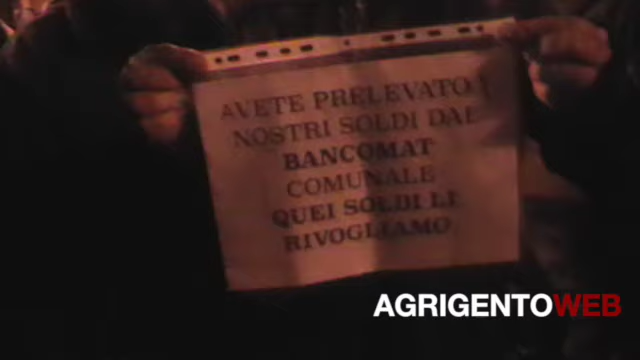 AVETE PRELEVATO I
NOSTRI SOLDI DAL
BANCOMAT
COMUNALE
QUEI SOLDI LI
RIVOGLIAMO
AGRIGENTOWEB